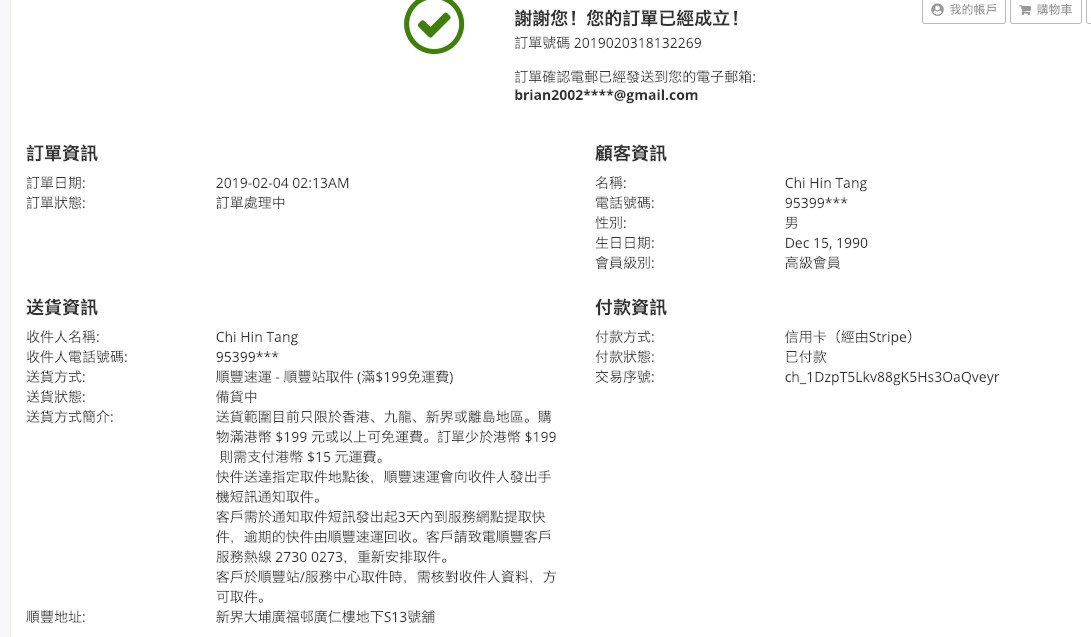 我的帳戶
購物車
謝謝您！您的訂單已經成立！
訂單號碼 2019020318132269
訂單確認電郵已經發送到您的電子郵箱:
brian2002****@gmail.com
訂單資訊
訂單日期: 2019-02-04 02:13AM
訂單狀態: 訂單處理中
顧客資訊
名稱: Chi Hin Tang
電話號碼: 95399***
性別: 男
生日日期: Dec 15, 1990
會員級別: 高級會員
送貨資訊
收件人名稱: Chi Hin Tang
收件人電話號碼: 95399***
送貨方式: 順豐速運 - 順豐站取件 (滿$199免運費)
送貨狀態: 備貨中
送貨方式簡介: 送貨範圍目前只限於香港、九龍、新界或離島地區。購
物滿港幣 $199 元或以上可免運費。訂單少於港幣 $199
則需支付港幣 $15 元運費。
快件送達指定取件地點後，順豐速運會向收件人發出手
機短訊通知取件。
客戶需於通知取件短訊發出起3天內到服務網點提取快
件，逾期的快件由順豐速運回收。客戶請致電順豐客戶
服務熱線 2730 0273，重新安排取件。
客戶於順豐站/服務中心取件時，需核對收件人資料，方
可取件。
順豐地址: 新界大埔廣福邨廣仁樓地下S13號舖
付款資訊
付款方式: 信用卡（經由Stripe）
付款狀態: 已付款
交易序號: ch_1DzpT5Lkv88gK5Hs3OaQveyr